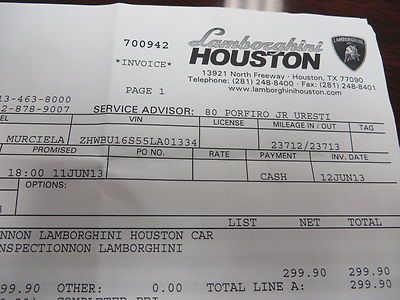 700942
Lamborghini
HOUSTON
LAMBORGHINI
*INVOICE*
13921 North Freeway · Houston, TX 77090
Telephone: (281) 248-8400 · Fax: (281) 248-8401
PAGE 1
www.lamborghinihouston.com
13-463-8000
2-878-9007
SERVICE ADVISOR: 80 PORFIRO JR URESTI
DEL VIN LICENSE MILEAGE IN / OUT TAG
MURCIELA ZHWBU16S55LA01334 23712/23713
PROMISED PO NO. RATE PAYMENT INV. DATE
18:00 11JUN13 CASH 12JUN13
OPTIONS:
LIST NET TOTAL
NNON LAMBORGHINI HOUSTON CAR
NSPECTIONNON LAMBORGHINI
299.90 299.90
299.90 OTHER: 0.00 TOTAL LINE A: 299.90
COMPLETED PPI